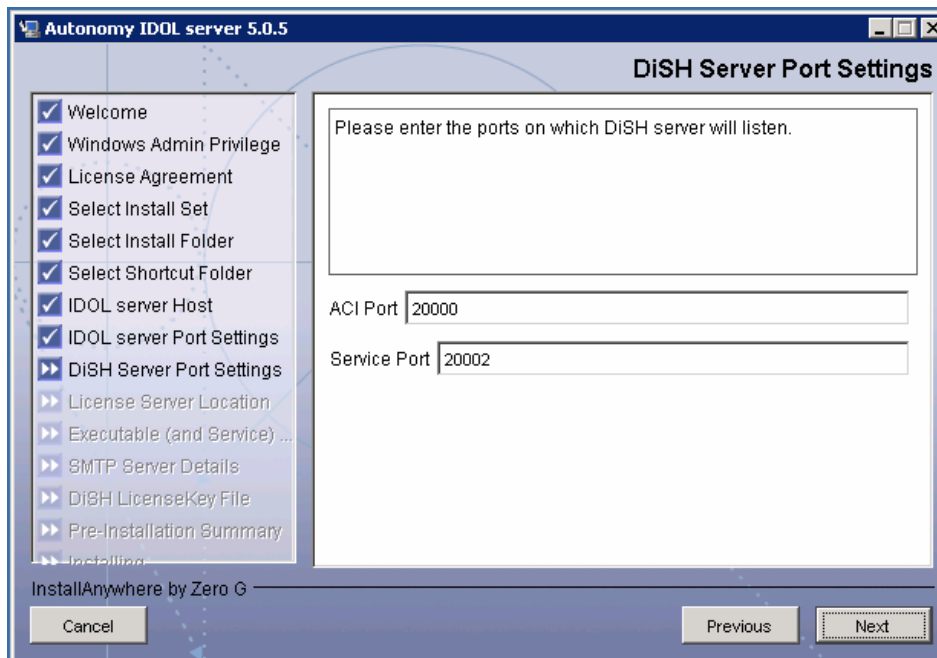 Autonomy IDOL server 5.0.5
DiSH Server Port Settings
Welcome
Windows Admin Privilege
License Agreement
Select Install Set
Select Install Folder
Select Shortcut Folder
IDOL server Host
IDOL server Port Settings
DiSH Server Port Settings
License Server Location
Executable (and Service) ...
SMTP Server Details
DiSH LicenseKey File
Pre-Installation Summary
Installing
Please enter the ports on which DiSH server will listen.
ACI Port 20000
Service Port 20002
InstallAnywhere by Zero G
Cancel
Previous
Next